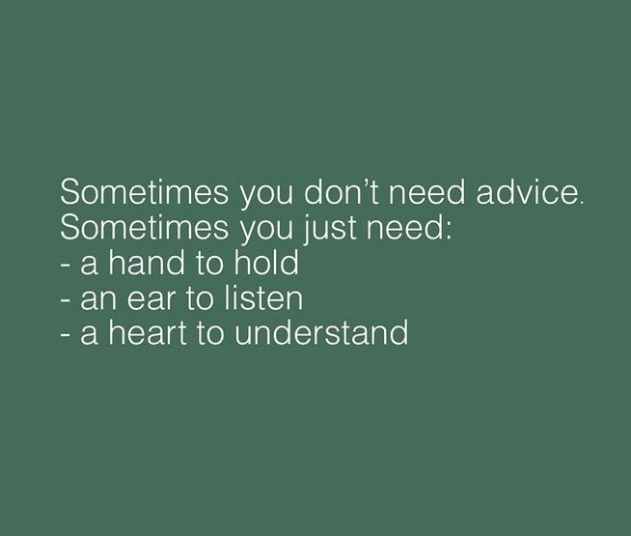 Sometimes you don’t need advice.
Sometimes you just need:
- a hand to hold
- an ear to listen
- a heart to understand